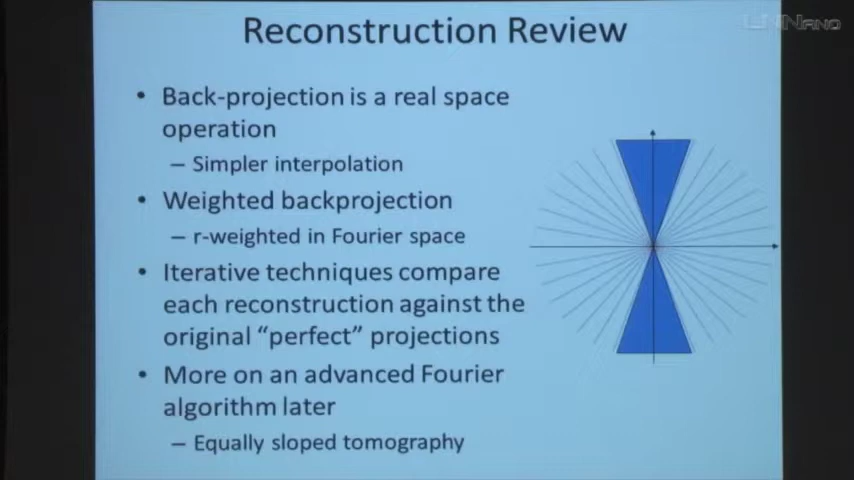 Reconstruction Review
• Back-projection is a real space
operation
– Simpler interpolation
• Weighted backprojection
– r-weighted in Fourier space
• Iterative techniques compare
each reconstruction against the
original “perfect” projections
• More on an advanced Fourier
algorithm later
– Equally sloped tomography